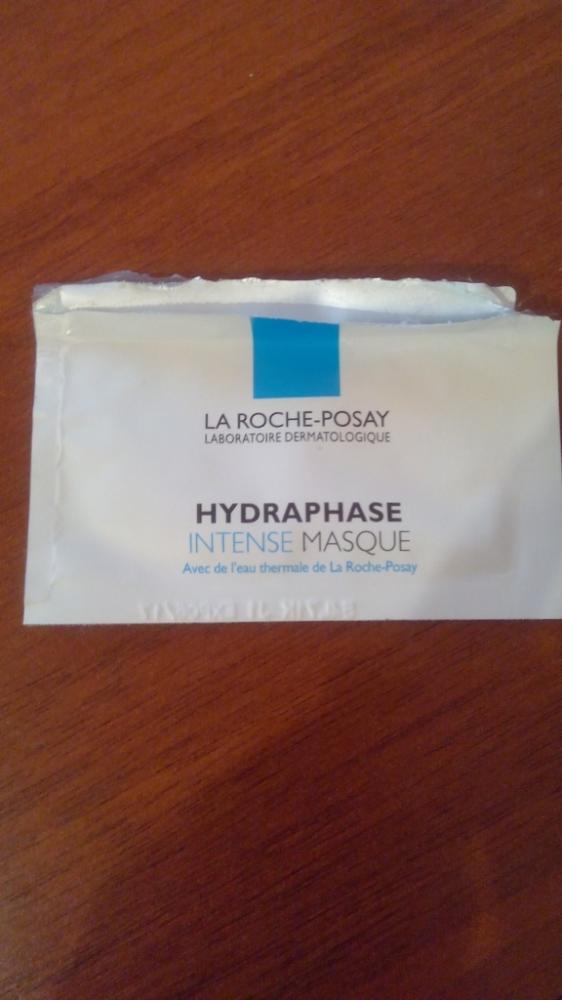 LA ROCHE-POSAY
LABORATOIRE DERMATOLOGIQUE
HYDRAPHASE
INTENSE MASQUE
Avec de l'eau thermale de La Roche-Posay